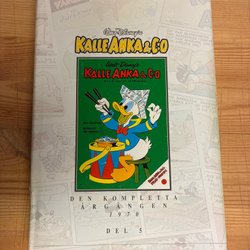 Walt Disney's
KALLE ANKA & CO
Walt Disney's
KALLE ANKA & CO
DEN KOMPLETTA
ÅRGÅNGEN
1970
DEL 5